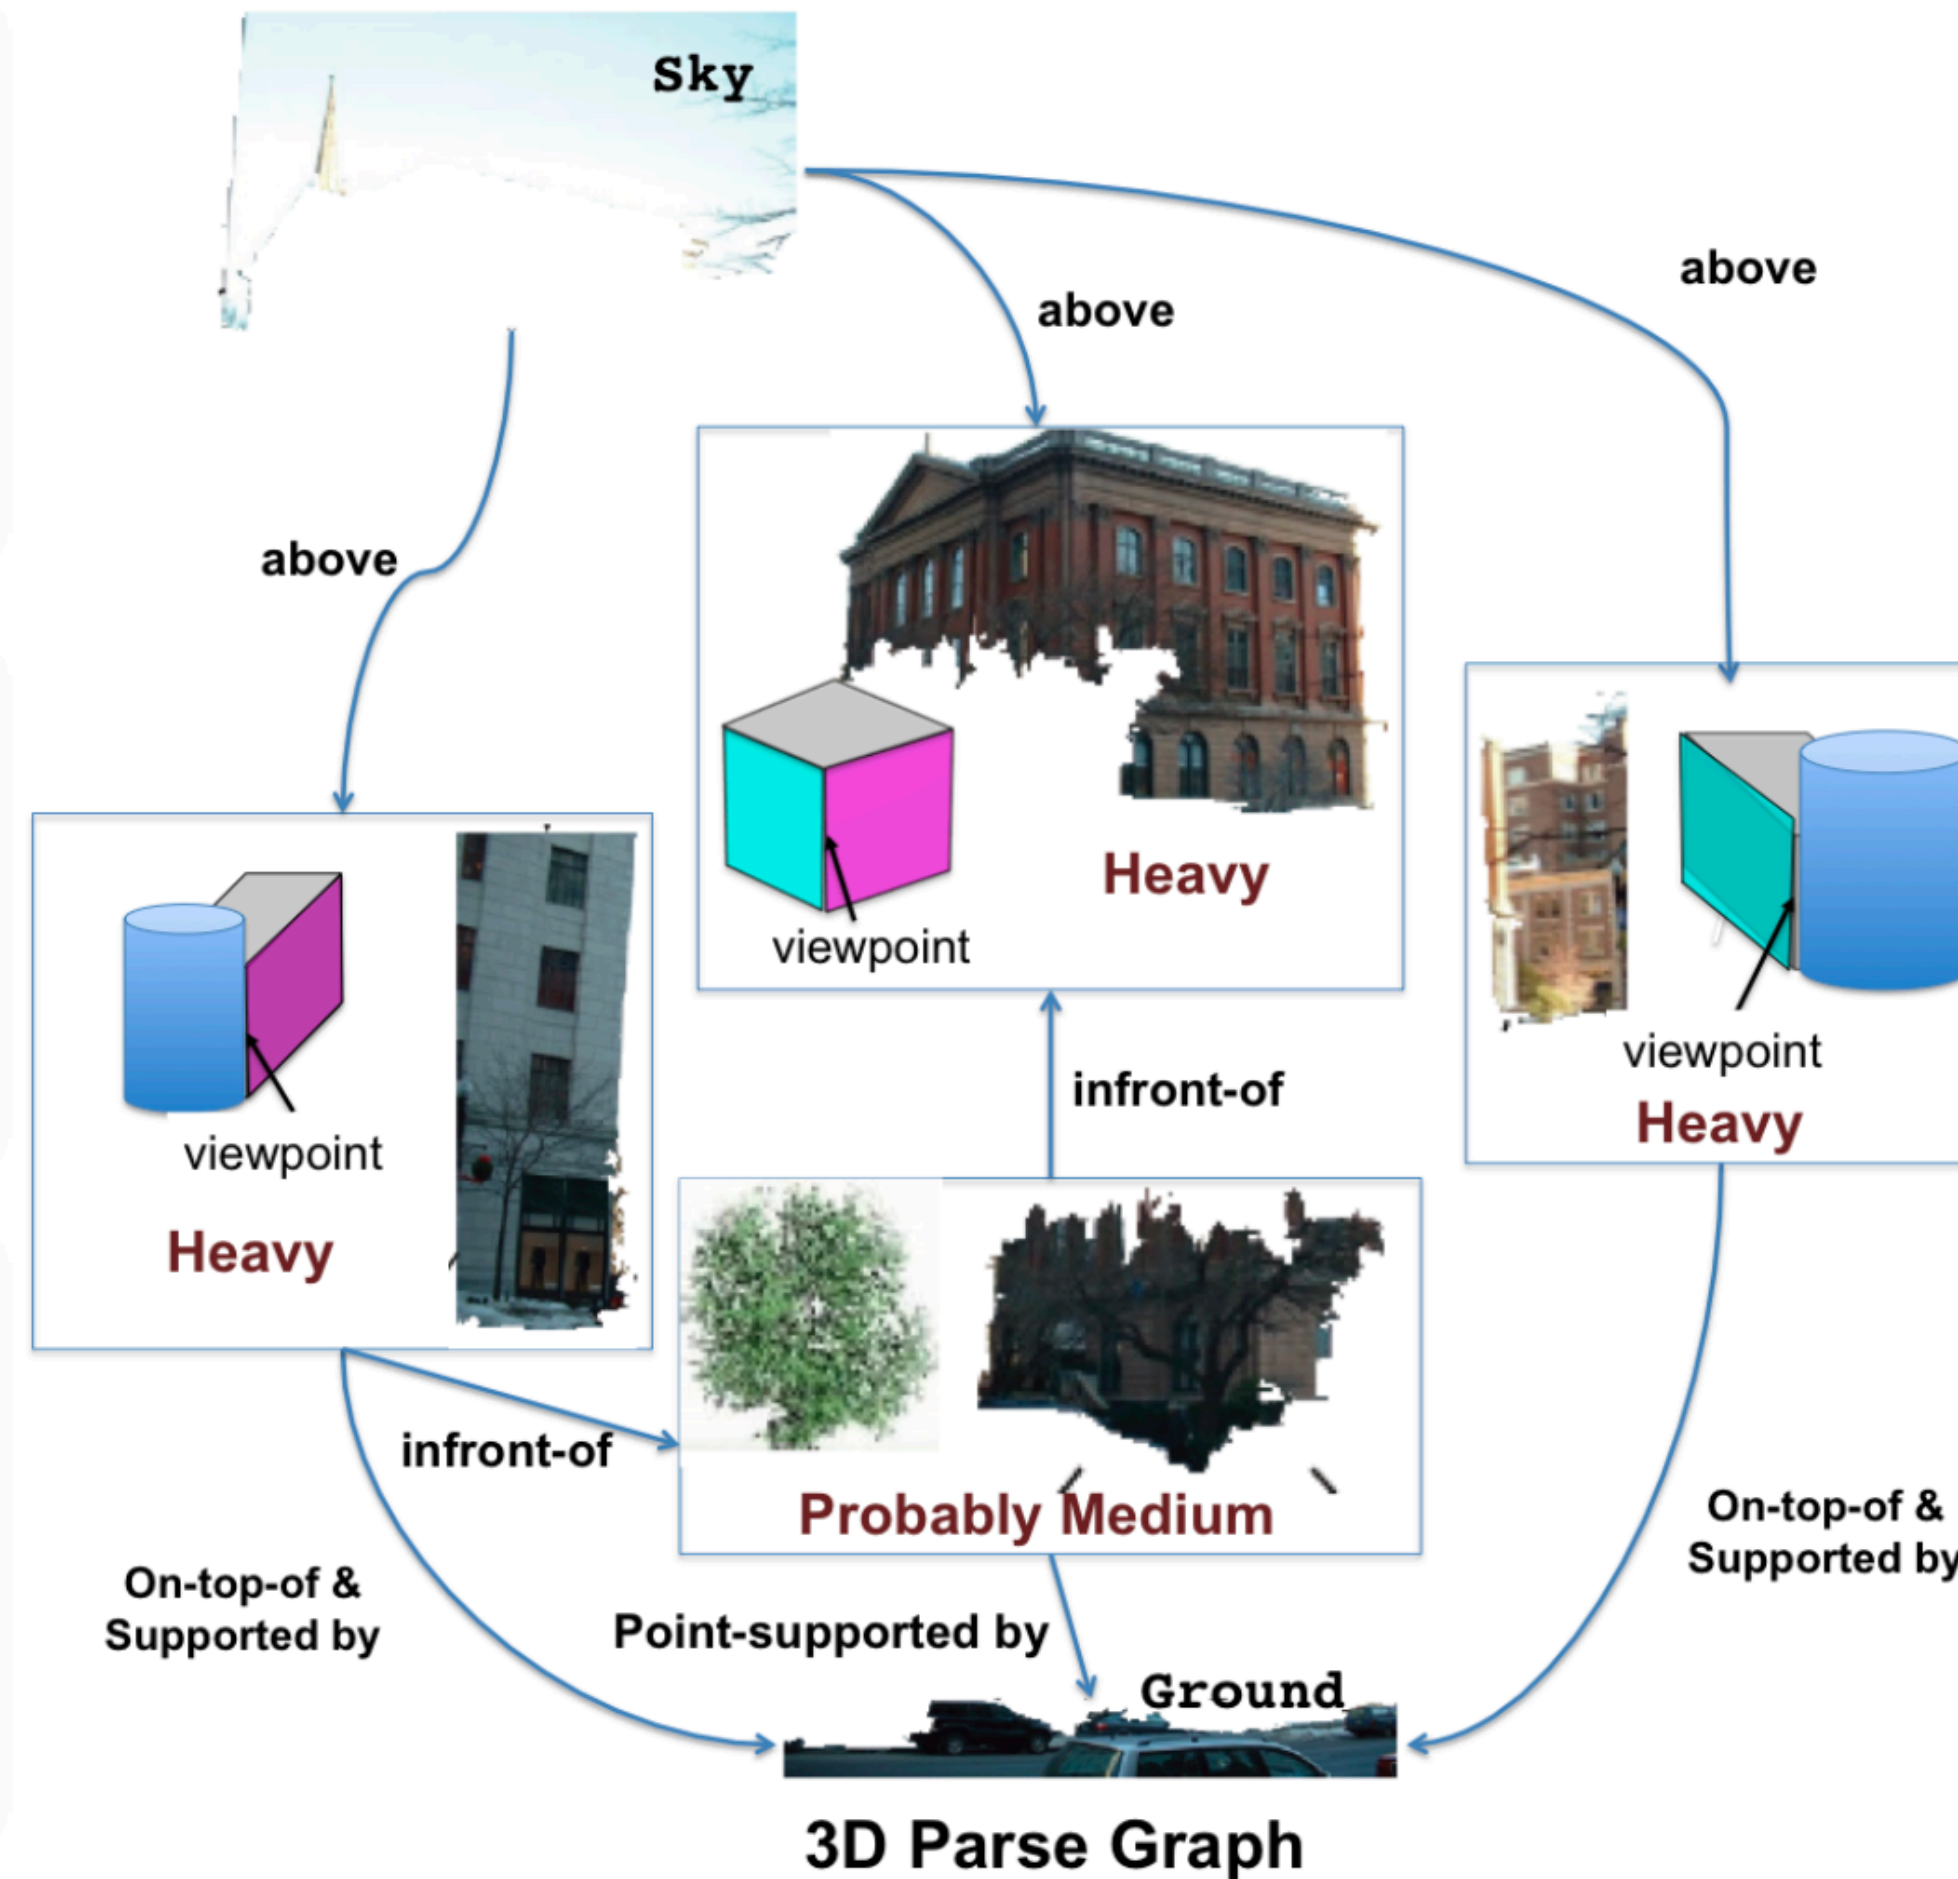 Sky
above
above
above
Heavy
viewpoint
viewpoint
Heavy
infront-of
viewpoint
Heavy
Probably Medium
infront-of
On-top-of &
Supported by
On-top-of &
Supported by
Point-supported by
Ground
3D Parse Graph